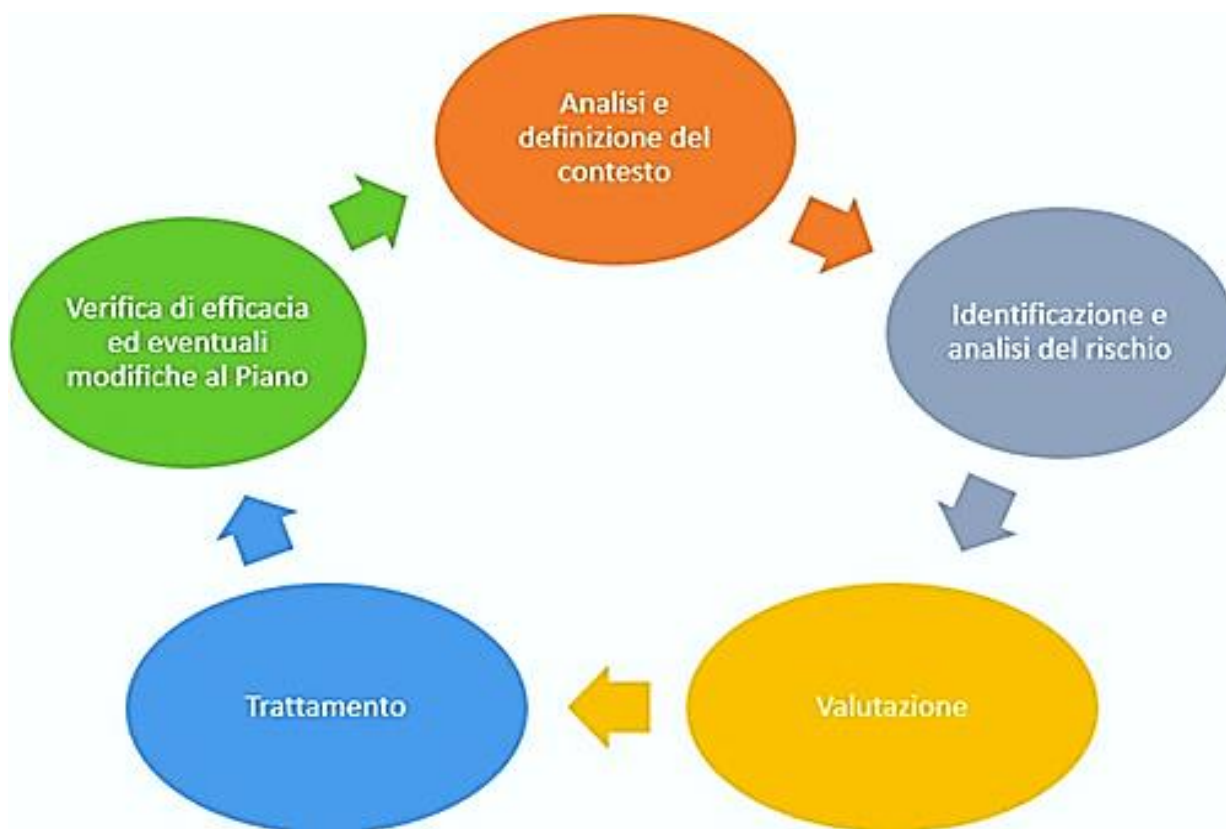 Analisi e
definizione del
contesto
Identificazione e
analisi del rischio
Valutazione
Trattamento
Verifica di efficacia
ed eventuali
modifiche al Piano